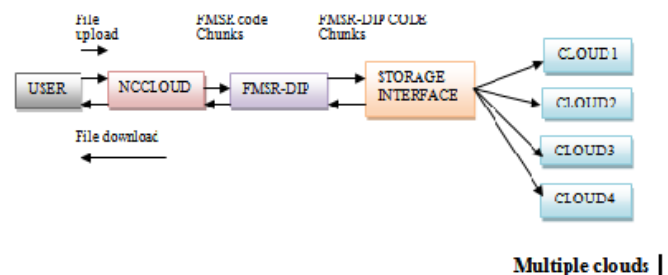 File
upload
FMSR code
Chunks
FMSR-DIP CODE
Chunks
USER
NCCLOUD
FMSR-DIP
STORAGE
INTERFACE
CLOUD1
CLOUD2
CLOUD3
CLOUD4
File download
Multiple clouds